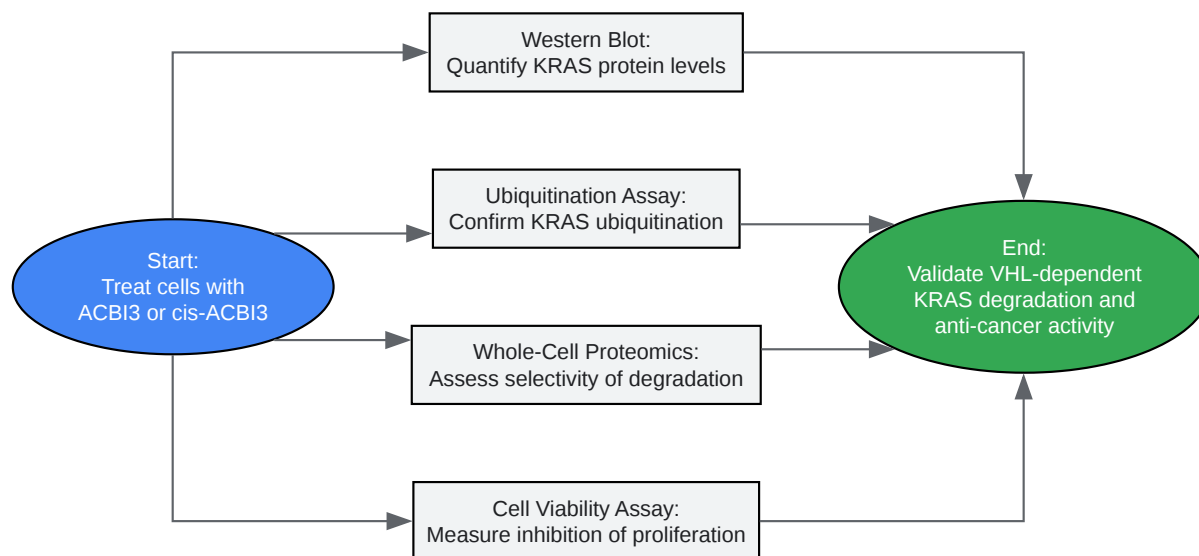 Western Blot:
Quantify KRAS protein levels
Ubiquitination Assay:
Confirm KRAS ubiquitination
Start:
Treat cells with
ACBI3 or cis-ACBI3
End:
Validate VHL-dependent
KRAS degradation and
anti-cancer activity
Whole-Cell Proteomics:
Assess selectivity of degradation
Cell Viability Assay:
Measure inhibition of proliferation